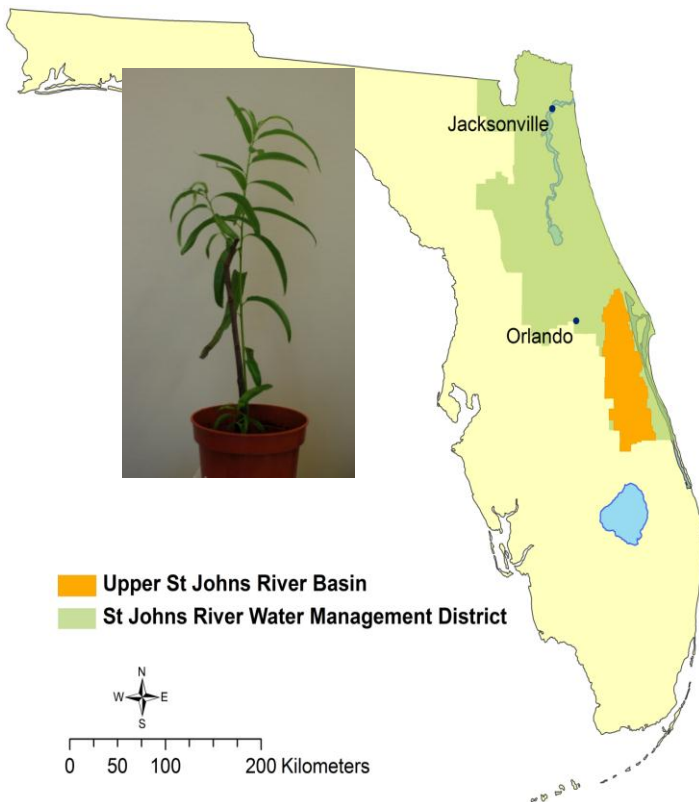 Jacksonville
Orlando
Upper St Johns River Basin
St Johns River Water Management District
N
W E
S
0 50 100 200 Kilometers